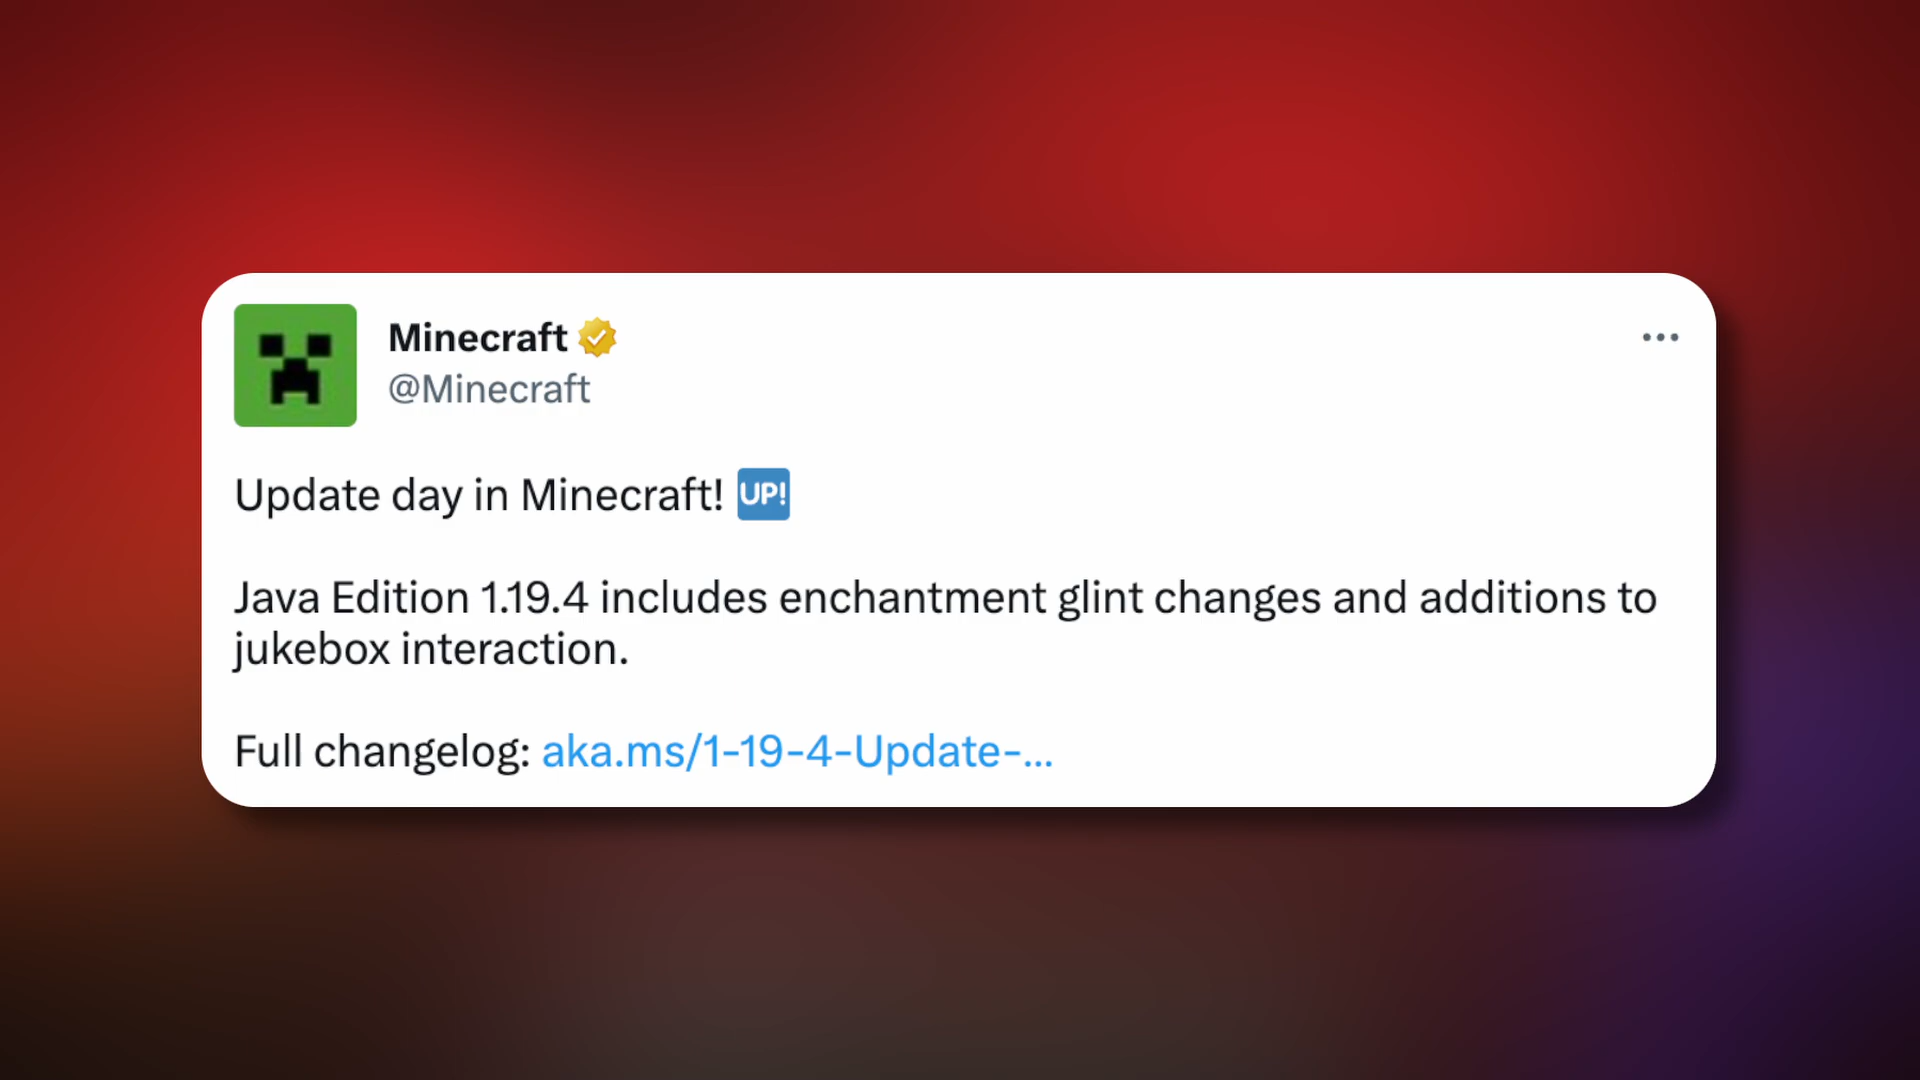 Minecraft
@Minecraft
Update day in Minecraft! UP!
Java Edition 1.19.4 includes enchantment glint changes and additions to
jukebox interaction.
Full changelog: aka.ms/1-19-4-Update-...